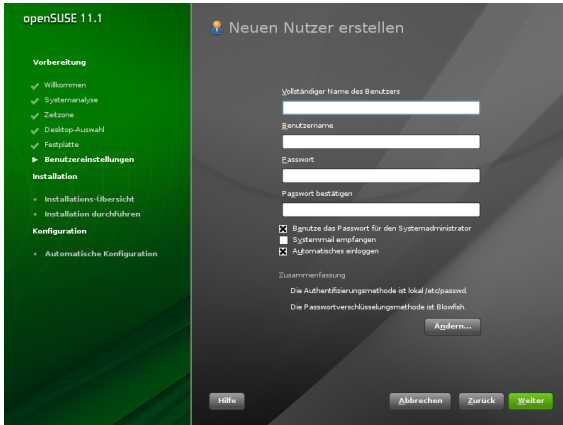 openSUSE 11.1
Vorbereitung
Willkommen
Systemanalyse
Zeitzone
Desktop-Auswahl
Festplatte
Benutzereinstellungen
Installation
Installations-Übersicht
Installation durchführen
Konfiguration
Automatische Konfiguration
Neuen Nutzer erstellen
Vollständiger Name des Benutzers
Benutzername
Passwort
Passwort bestätigen
Benutze das Passwort für den Systemadministrator
Systemmail empfangen
Automatisches einloggen
Zusammenfassung
Die Authentifizierungsmethode ist lokal /etc/passwd.
Die Passwortverschlüsselungsmethode ist Blowfish.
Ändern...
Hilfe
Abbrechen
Zurück
Weiter